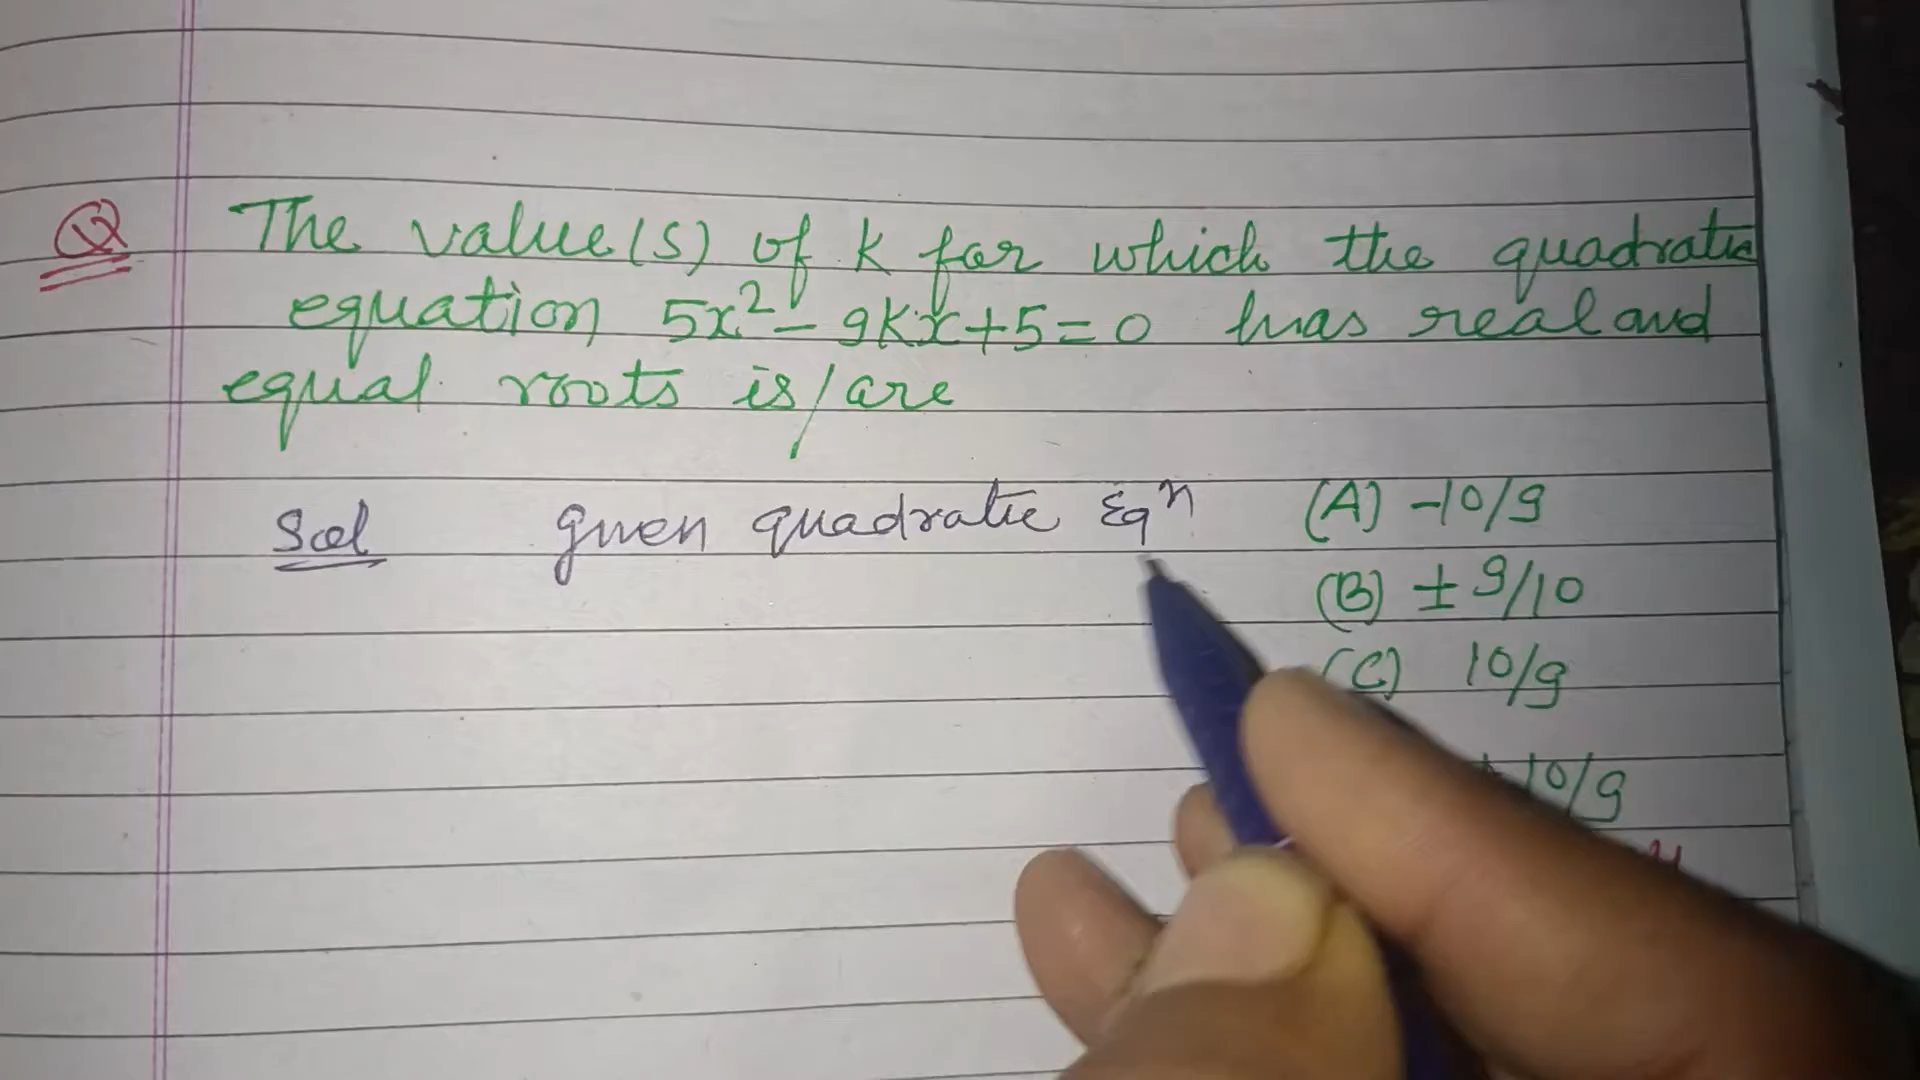 Q The value(s) of k for which the quadratic
equation 5x² - 9kx + 5 = 0 has real and
equal roots is/are
Sol given quadratic Eqⁿ
(A) -10/9
(B) ± 9/10
(C) 10/9
10/9